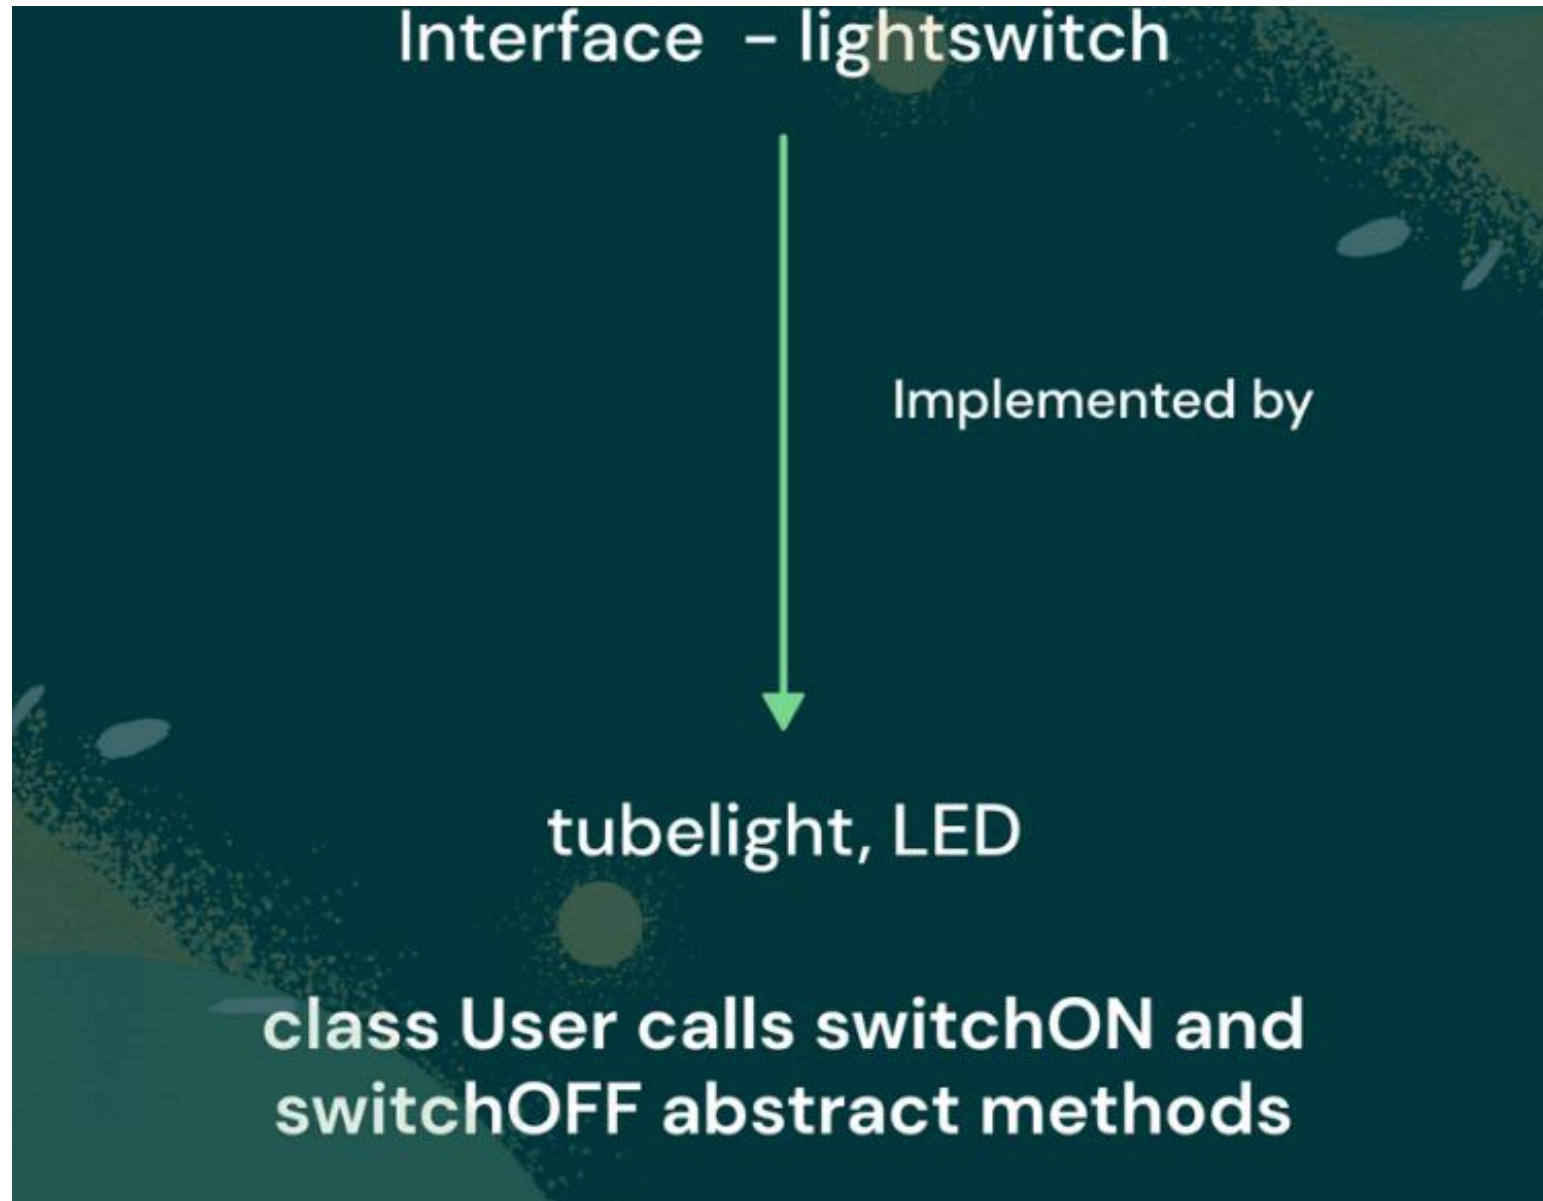 Interface – lightswitch
Implemented by
tubelight, LED
class User calls switchON and
switchOFF abstract methods